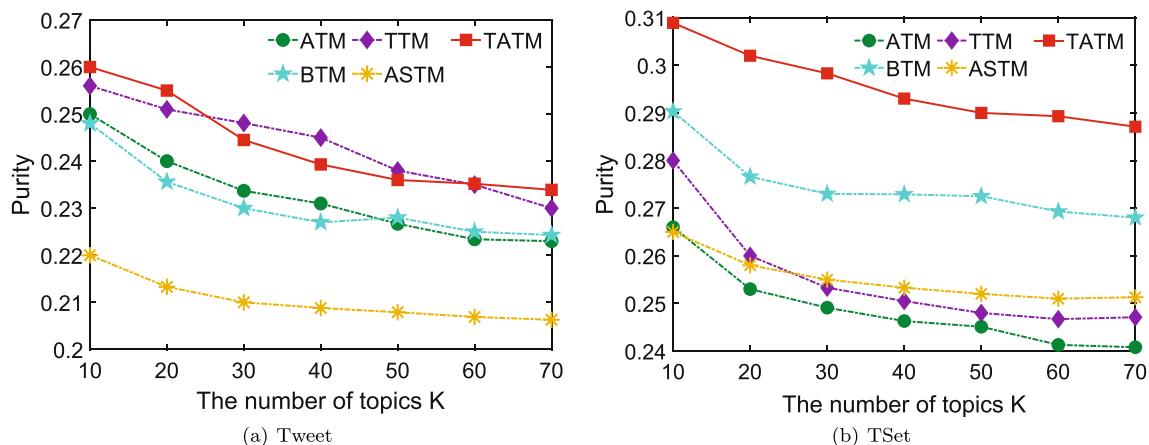 0.27
0.26
0.25
0.24
0.23
0.22
0.21
0.2
Purity
ATM TTM TATM
BTM ASTM
10 20 30 40 50 60 70
The number of topics K
(a) Tweet
0.31
0.3
0.29
0.28
0.27
0.26
0.25
0.24
Purity
ATM TTM TATM
BTM ASTM
10 20 30 40 50 60 70
The number of topics K
(b) TSet